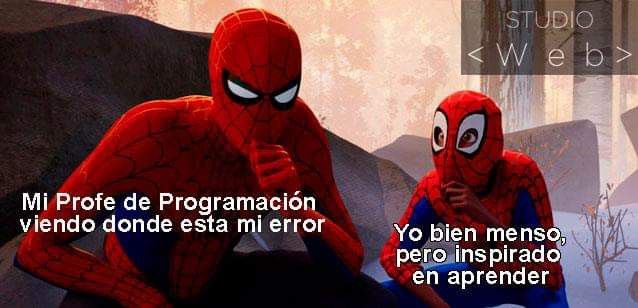 STUDIO
< W e b >
Mi Profe de Programación
viendo donde esta mi error
Yo bien menso,
pero inspirado
en aprender